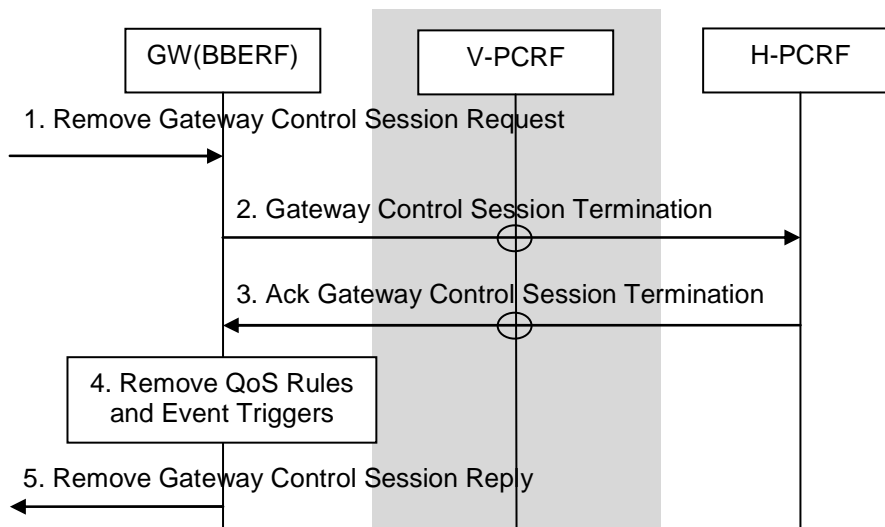 GW(BBERF)
V-PCRF
H-PCRF
1. Remove Gateway Control Session Request
2. Gateway Control Session Termination
3. Ack Gateway Control Session Termination
4. Remove QoS Rules
and Event Triggers
5. Remove Gateway Control Session Reply